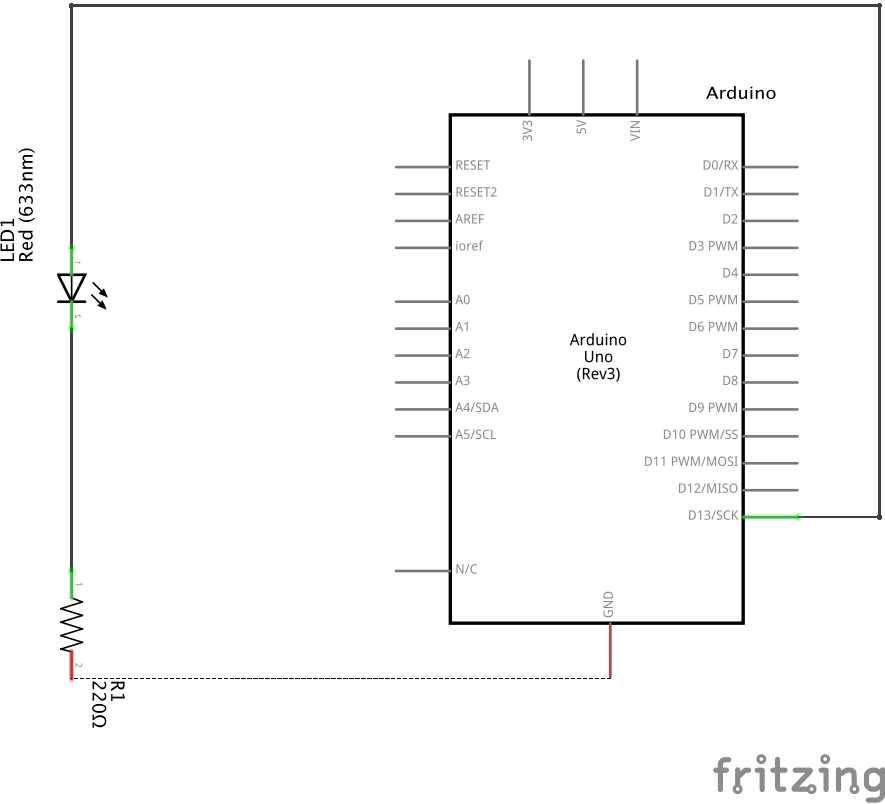 Arduino
3V3
5V
VIN
RESET
RESET2
AREF
ioref
A0
A1
A2
A3
A4/SDA
A5/SCL
N/C
D0/RX
D1/TX
D2
D3 PWM
D4
D5 PWM
D6 PWM
D7
D8
D9 PWM
D10 PWM/SS
D11 PWM/MOSI
D12/MISO
D13/SCK
Arduino
Uno
(Rev3)
GND
LED1
Red (633nm)
1
2
R1
220Ω
fritzing